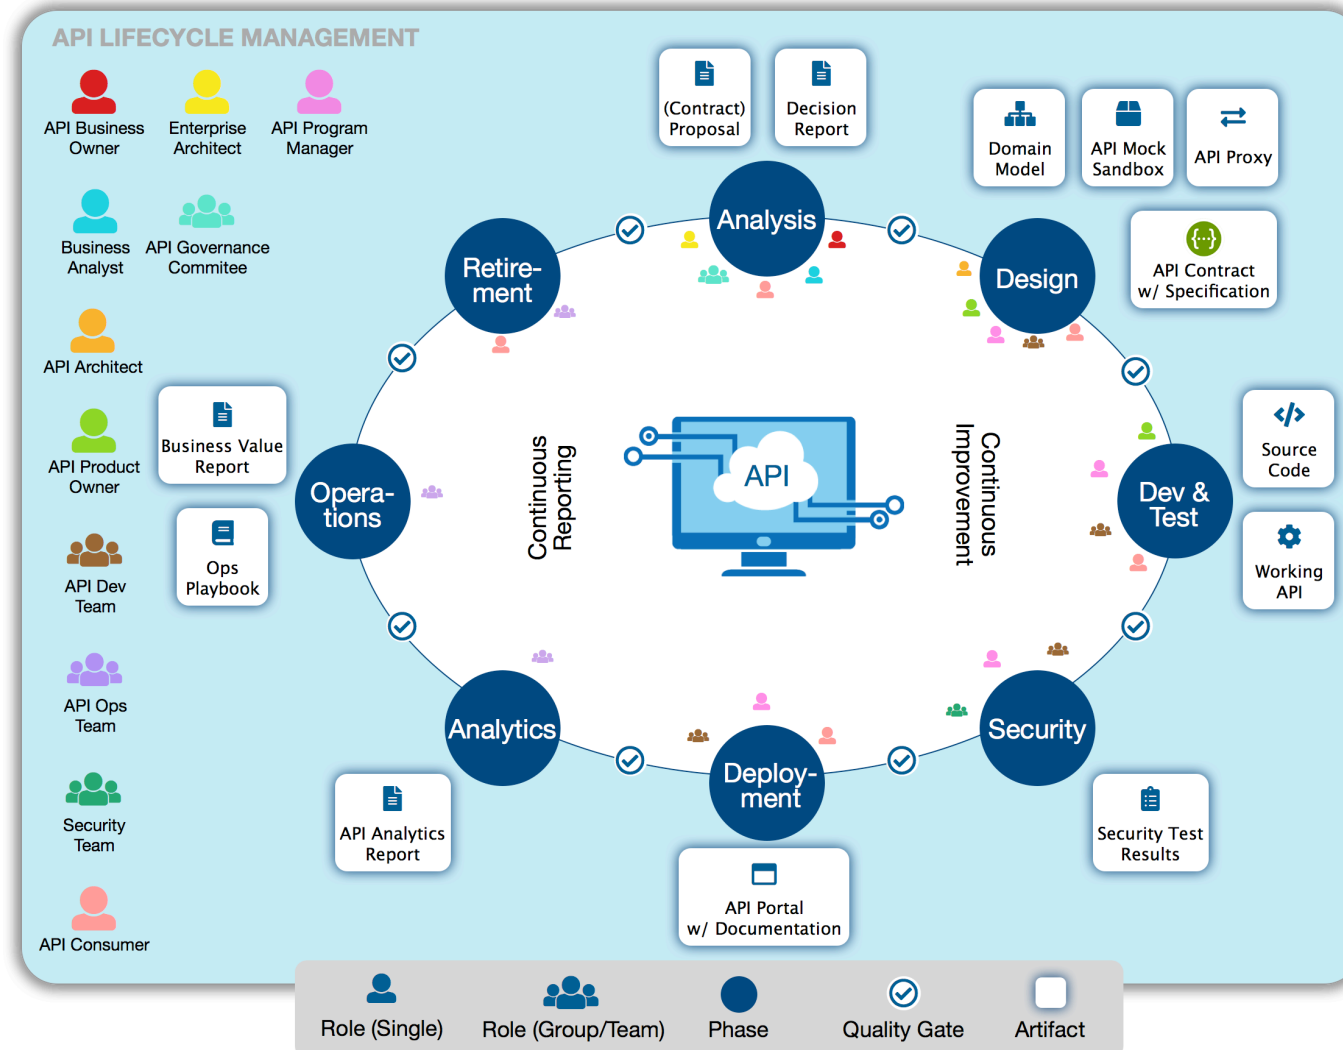 API LIFECYCLE MANAGEMENT
API Business
Owner
Enterprise
Architect
API Program
Manager
Business
Analyst
API Governance
Commitee
API Architect
API Product
Owner
API Dev
Team
API Ops
Team
Security
Team
API Consumer
(Contract)
Proposal
Decision
Report
Domain
Model
API Mock
Sandbox
API Proxy
{...}
API Contract
w/ Specification
Analysis
Design
Retire-
ment
Dev &
Test
Source
Code
Working
API
Business Value
Report
Ops
Playbook
Opera-
tions
Continuous
Reporting
API
Continuous
Improvement
Analytics
Deploy-
ment
Security
API Analytics
Report
API Portal
w/ Documentation
Security Test
Results
Role (Single)
Role (Group/Team)
Phase
Quality Gate
Artifact